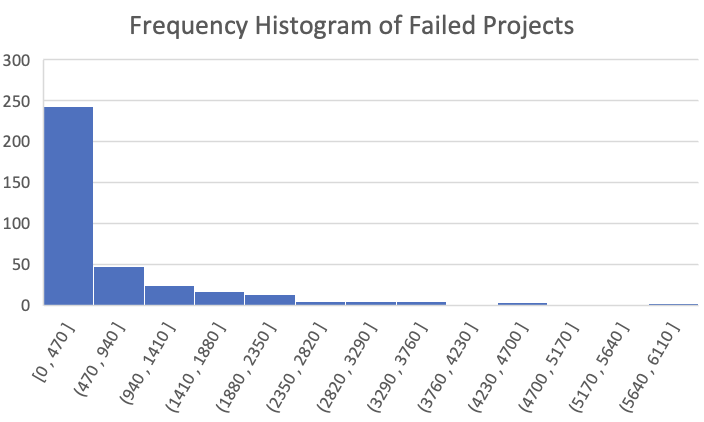 Frequency Histogram of Failed Projects
300
250
200
150
100
50
0
[0 , 470 ]
(470 , 940 ]
(940 , 1410 ]
(1410 , 1880 ]
(1880 , 2350 ]
(2350 , 2820 ]
(2820 , 3290 ]
(3290 , 3760 ]
(3760 , 4230 ]
(4230 , 4700 ]
(4700 , 5170 ]
(5170 , 5640 ]
(5640 , 6110 ]